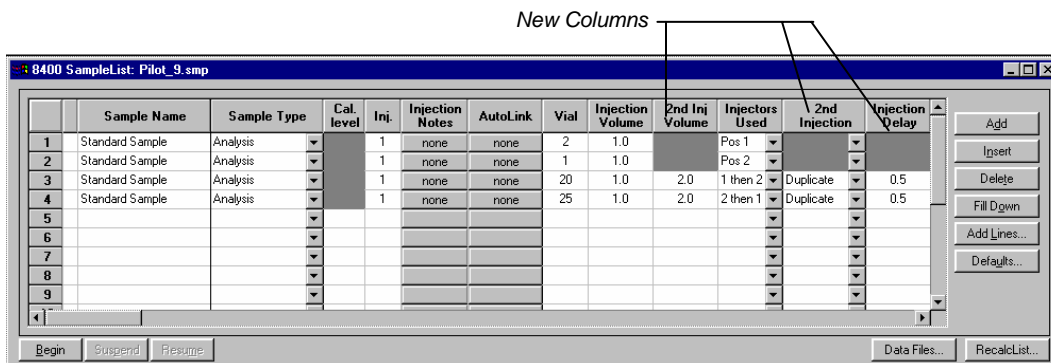 New Columns
8400 SampleList: Pilot_9.smp
Sample Name Sample Type Cal. level Inj. Injection Notes AutoLink Vial Injection Volume 2nd Inj Volume Injectors Used 2nd Injection Injection Delay
1 Standard Sample Analysis 1 none none 2 1.0 Pos 1
2 Standard Sample Analysis 1 none none 1 1.0 Pos 2
3 Standard Sample Analysis 1 none none 20 1.0 2.0 1 then 2 Duplicate 0.5
4 Standard Sample Analysis 1 none none 25 1.0 2.0 2 then 1 Duplicate 0.5
5
6
7
8
9
Add
Insert
Delete
Fill Down
Add Lines...
Defaults...
Begin Suspend Resume Data Files... RecalcList...